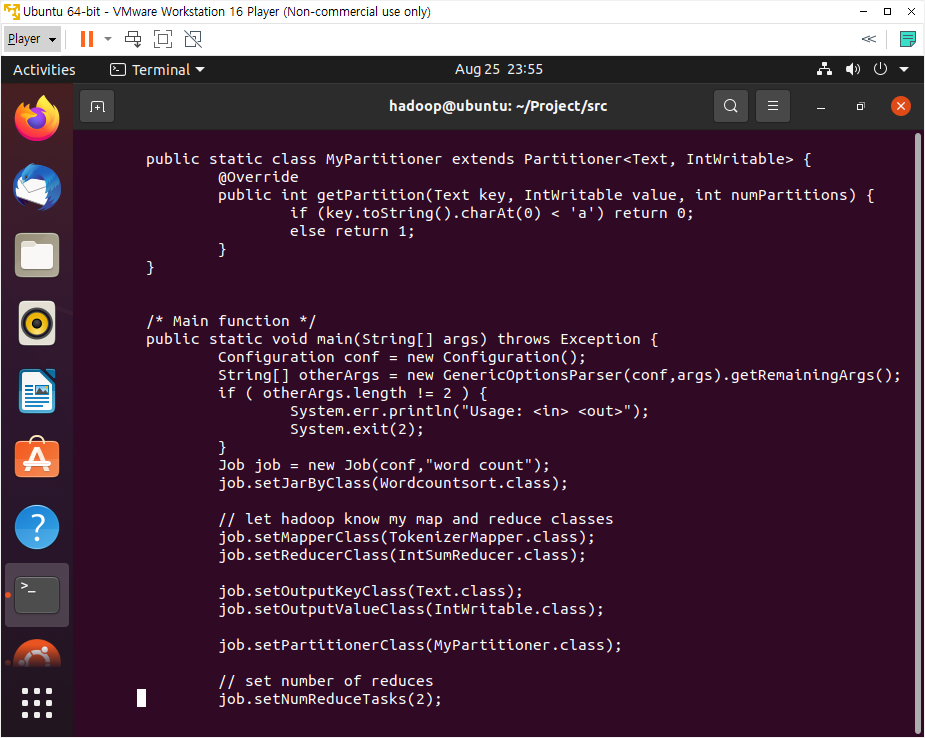 Ubuntu 64-bit - VMware Workstation 16 Player (Non-commercial use only)
Player
Activities
Terminal
Aug 25 23:55
hadoop@ubuntu: ~/Project/src
public static class MyPartitioner extends Partitioner<Text, IntWritable> {
@Override
public int getPartition(Text key, IntWritable value, int numPartitions) {
if (key.toString().charAt(0) < 'a') return 0;
else return 1;
}
}
/* Main function */
public static void main(String[] args) throws Exception {
Configuration conf = new Configuration();
String[] otherArgs = new GenericOptionsParser(conf,args).getRemainingArgs();
if ( otherArgs.length != 2 ) {
System.err.println("Usage: <in> <out>");
System.exit(2);
}
Job job = new Job(conf,"word count");
job.setJarByClass(Wordcountsort.class);
// let hadoop know my map and reduce classes
job.setMapperClass(TokenizerMapper.class);
job.setReducerClass(IntSumReducer.class);
job.setOutputKeyClass(Text.class);
job.setOutputValueClass(IntWritable.class);
job.setPartitionerClass(MyPartitioner.class);
// set number of reduces
job.setNumReduceTasks(2);